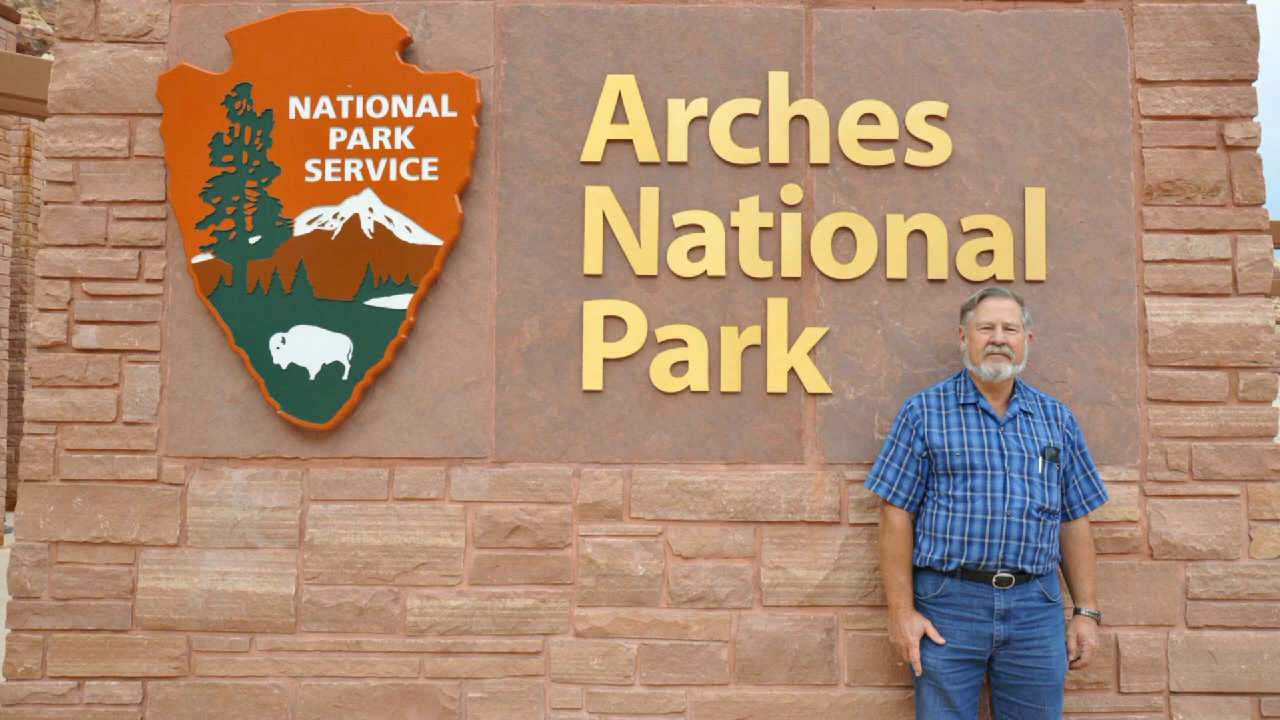 NATIONAL
PARK
SERVICE
Arches
National
Park